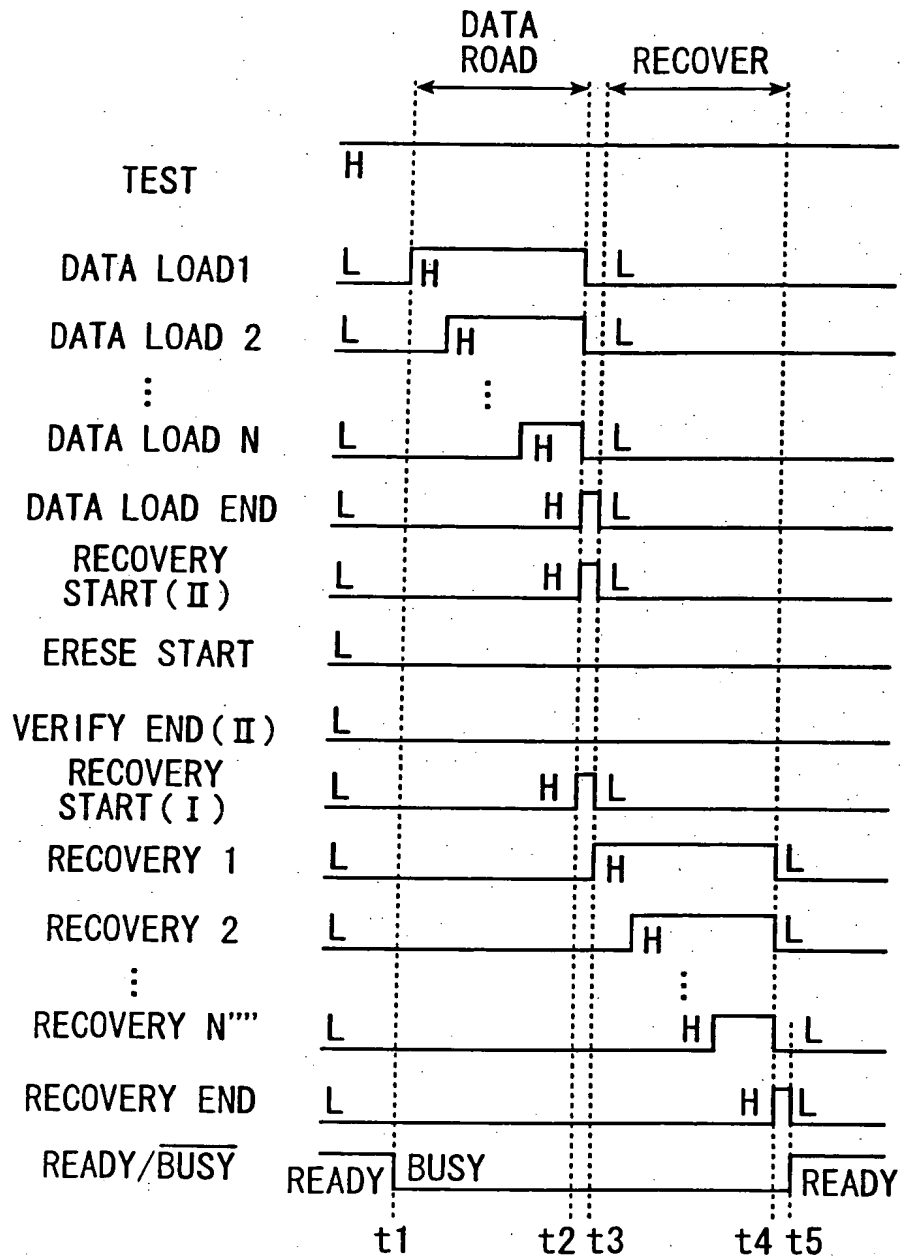 DATA
ROAD
RECOVER
TEST H
DATA LOAD1 L H L
DATA LOAD 2 L H L
⋮ ⋮
DATA LOAD N L H L
DATA LOAD END L H L
RECOVERY
START(II) L H L
ERESE START L
VERIFY END(II) L
RECOVERY
START(I) L H L
RECOVERY 1 L H L
RECOVERY 2 L H L
⋮ ⋮
RECOVERY N"" L H L
RECOVERY END L H L
READY/BUSY READY BUSY READY
t1 t2 t3 t4 t5